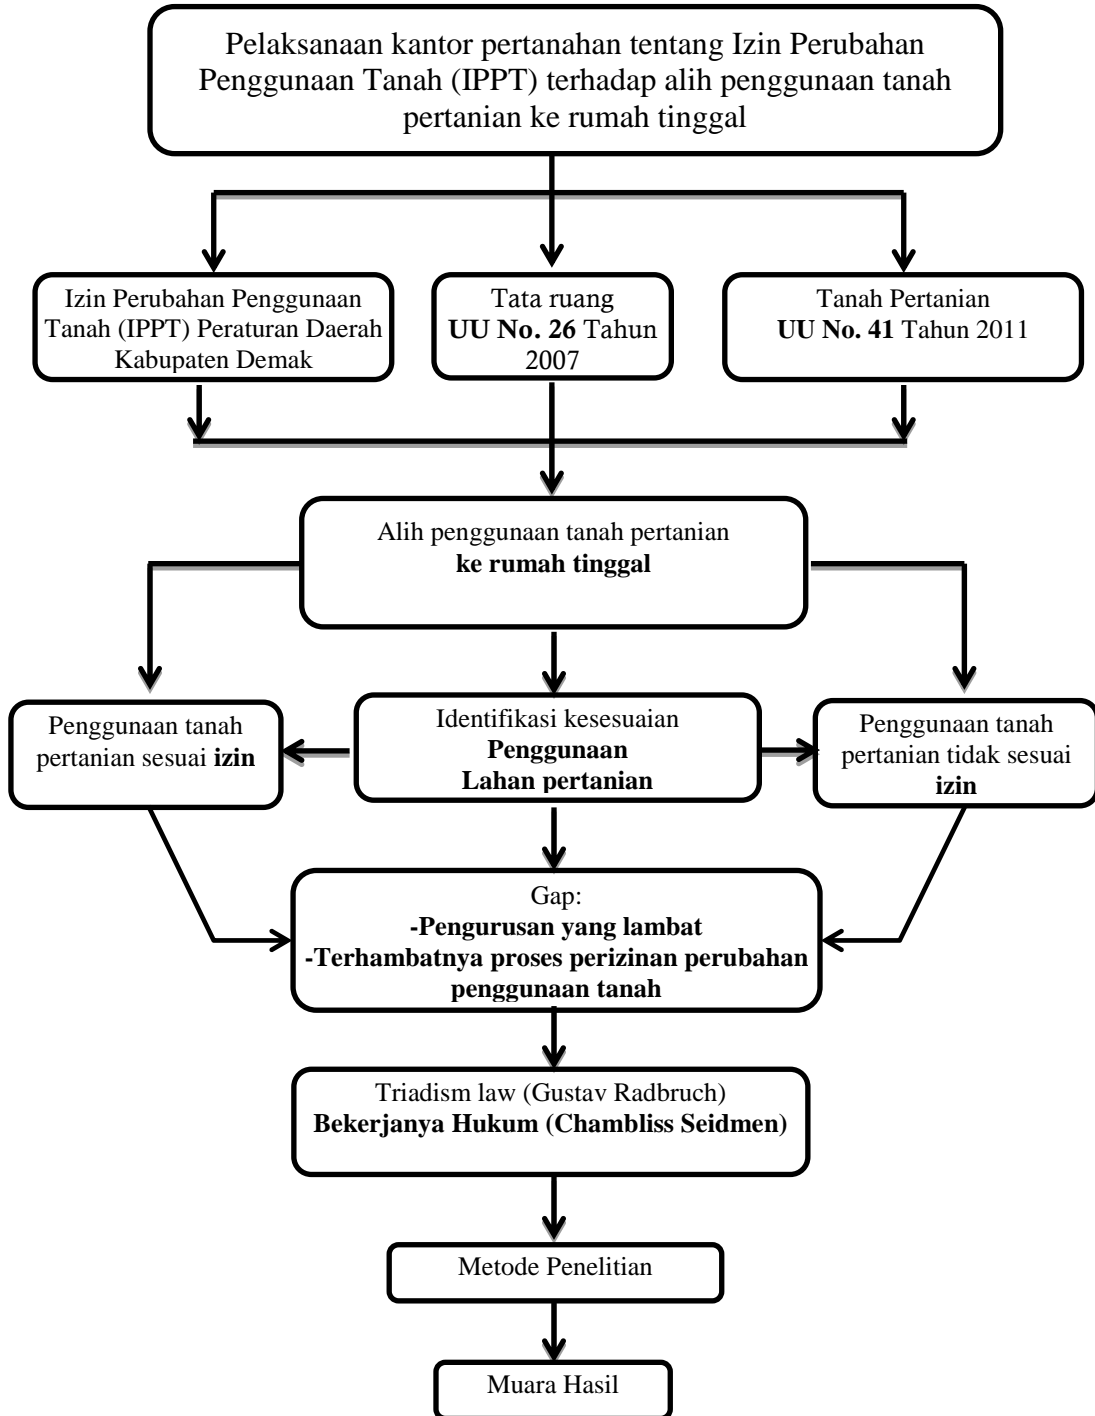 Pelaksanaan kantor pertanahan tentang Izin Perubahan
Penggunaan Tanah (IPPT) terhadap alih penggunaan tanah
pertanian ke rumah tinggal
Izin Perubahan Penggunaan
Tanah (IPPT) Peraturan Daerah
Kabupaten Demak
Tata ruang
UU No. 26 Tahun
2007
Tanah Pertanian
UU No. 41 Tahun 2011
Alih penggunaan tanah pertanian
ke rumah tinggal
Penggunaan tanah
pertanian sesuai izin
Identifikasi kesesuaian
Penggunaan
Lahan pertanian
Penggunaan tanah
pertanian tidak sesuai
izin
Gap:
-Pengurusan yang lambat
-Terhambatnya proses perizinan perubahan
penggunaan tanah
Triadism law (Gustav Radbruch)
Bekerjanya Hukum (Chambliss Seidmen)
Metode Penelitian
Muara Hasil